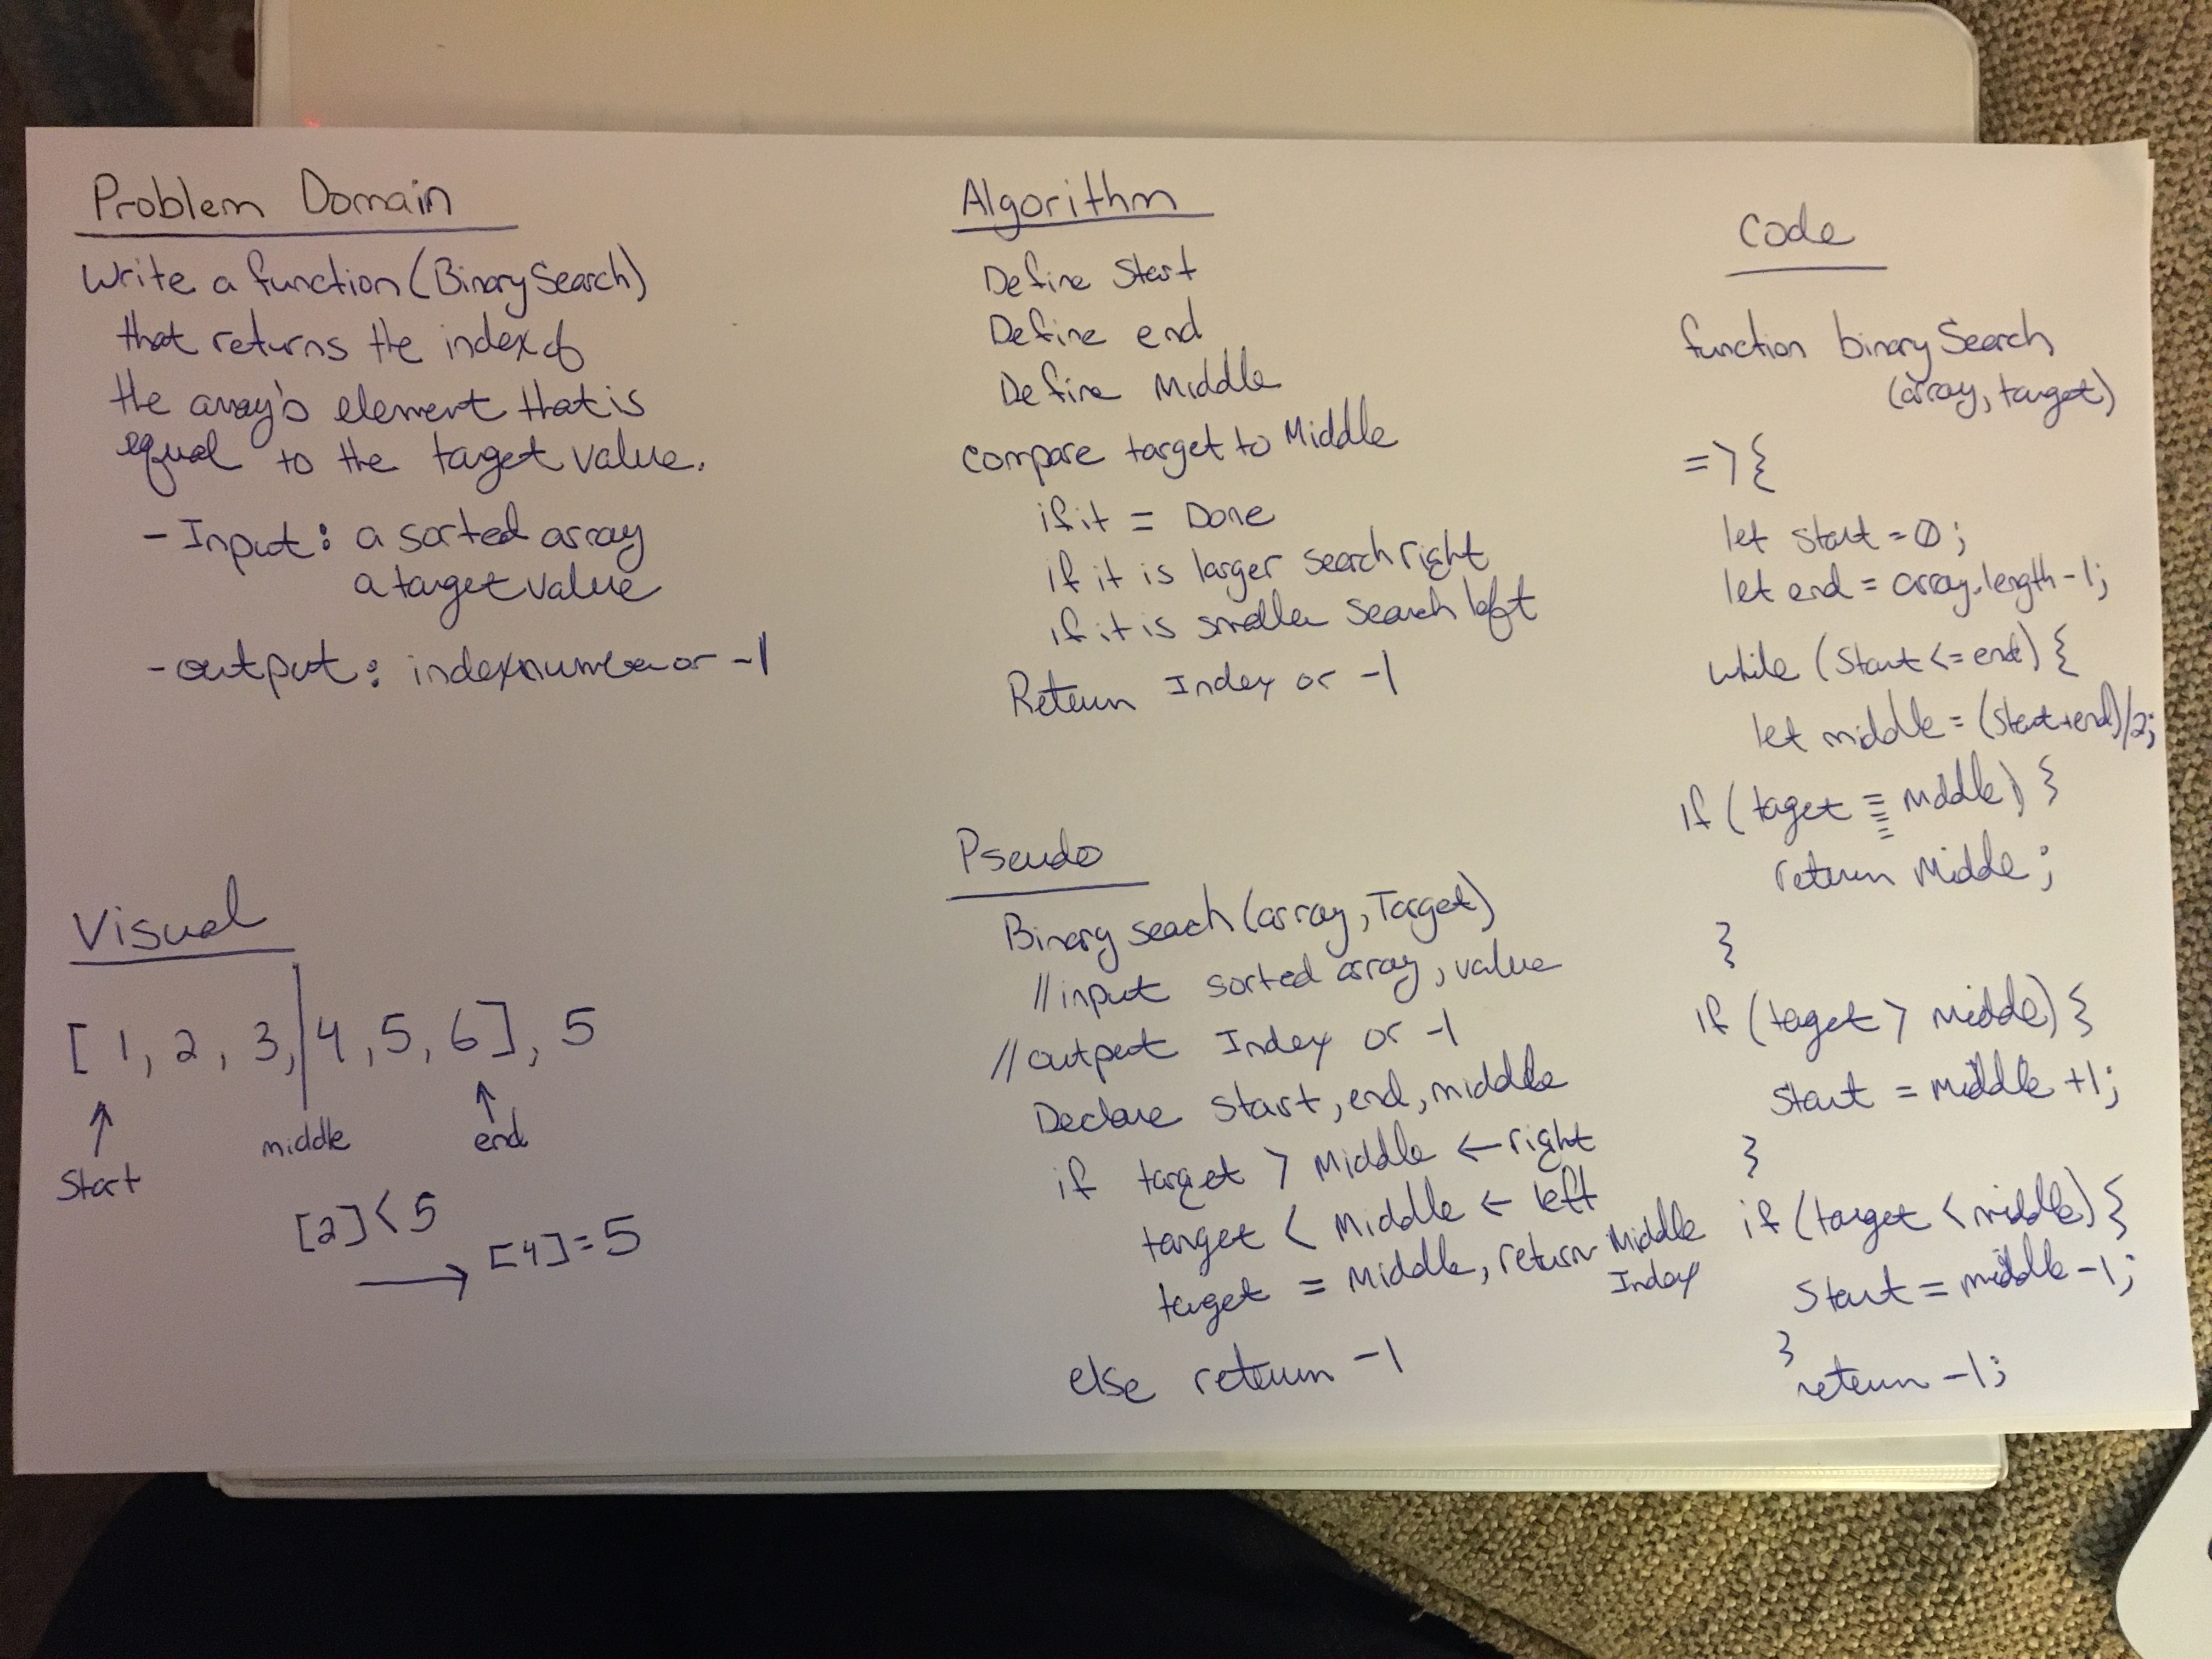 Problem Domain
write a function (Binary Search)
that returns the index of
the array's element that is
equal to the target value.
- Input: a sorted array
a target value
- output: index or -1
Visual
[ 1, 2, 3, | 4, 5, 6 ], 5
↑ ↑
start middle end
[2] < 5
→ [4] = 5
Algorithm
Define Start
Define end
Define Middle
compare target to Middle
if it = Done
if it is larger search right
if it is smaller search left
Return Index or -1
Pseudo
Binary search (array, Target)
// input sorted array, value
// output Index or -1
Declare start, end, middle
if target > middle ← right
target < middle ← left
target = middle, return Middle
Index
else return -1
Code
function binary Search
(array, target)
=> {
let start = 0;
let end = array.length -1;
while (start <= end) {
let middle = (start + end)/2;
if (target === middle) {
return middle;
}
if (target > middle) {
start = middle +1;
}
if (target < middle) {
start = middle -1;
}
return -1;